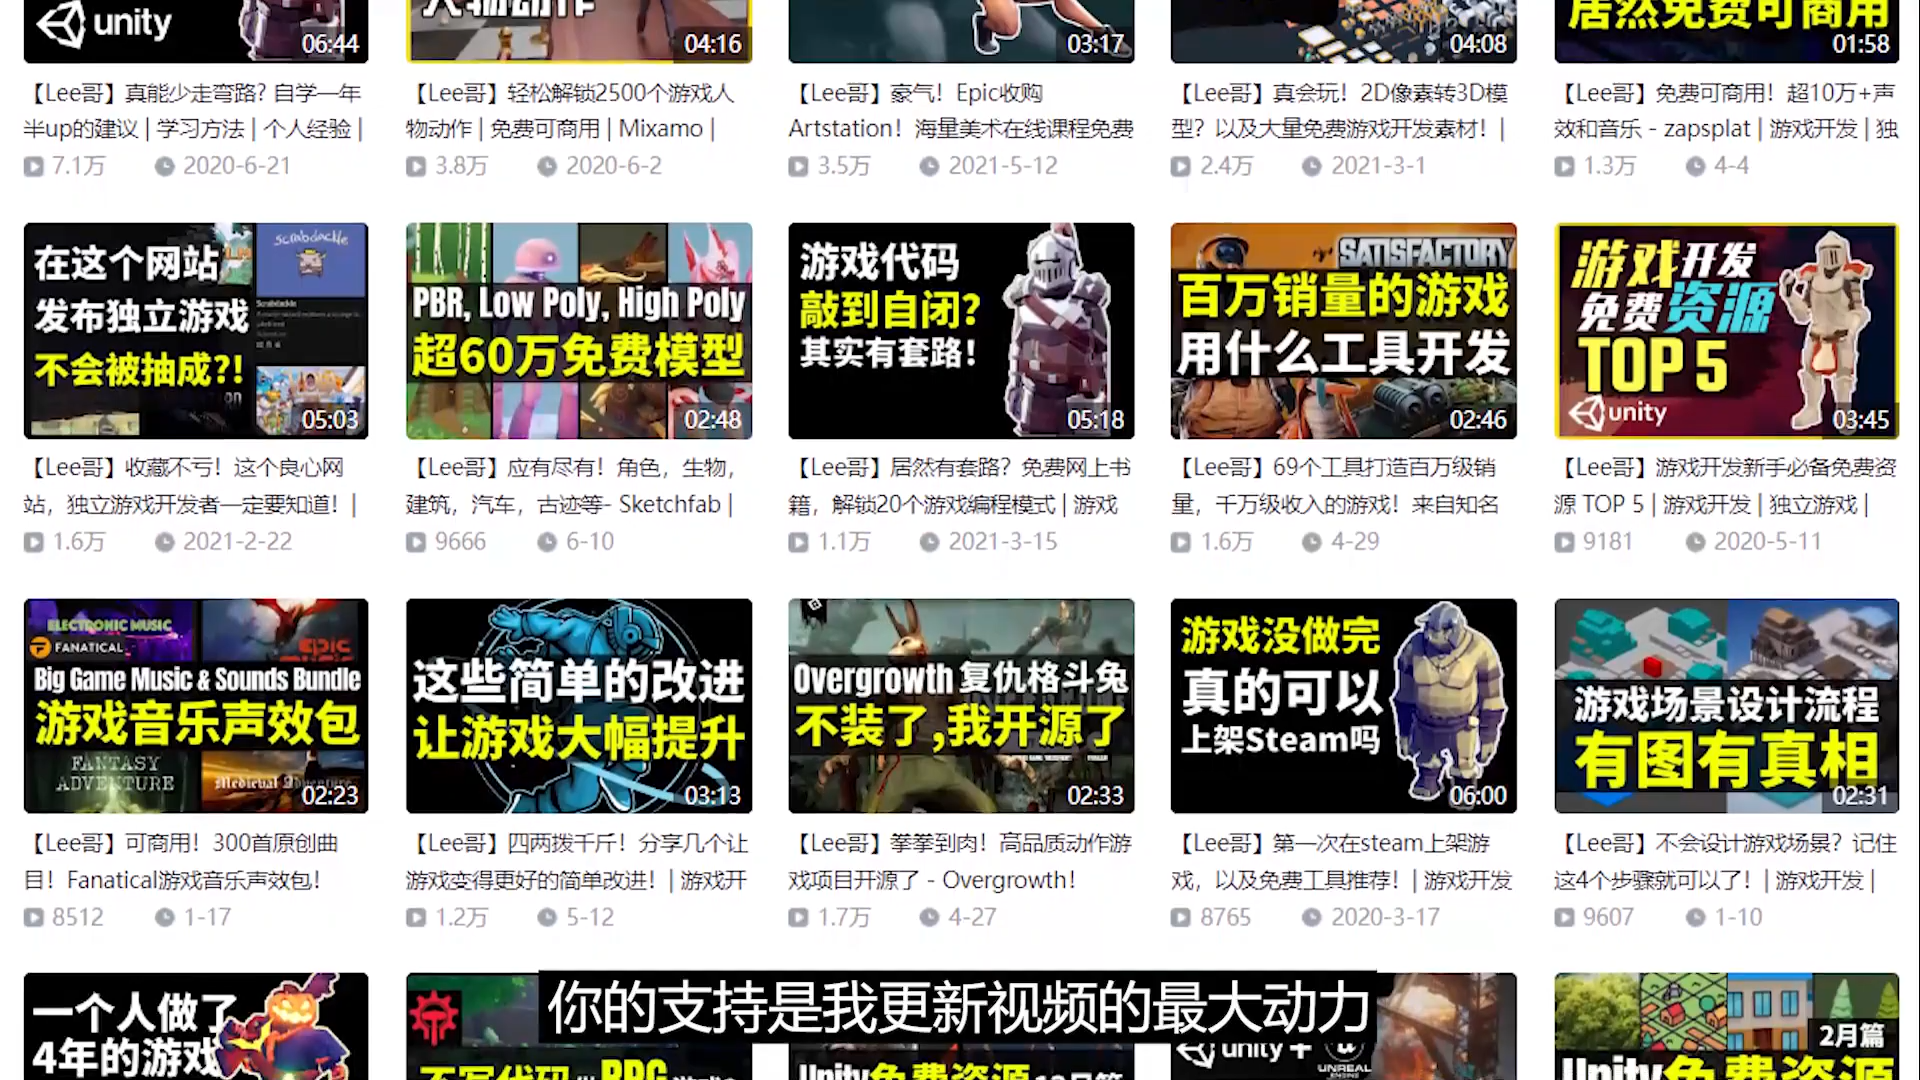 unity
06:44
04:16
03:17
04:08
居然免费可商用
01:58
【Lee哥】真能少走弯路？自学一年
半up的建议 | 学习方法 | 个人经验 |
7.1万 2020-6-21
【Lee哥】轻松解锁2500个游戏人
物动作 | 免费可商用 | Mixamo |
3.8万 2020-6-2
【Lee哥】豪气！Epic收购
Artstation！海量美术在线课程免费
3.5万 2021-5-12
【Lee哥】真会玩！2D像素转3D模
型？以及大量免费游戏开发素材！|
2.4万 2021-3-1
【Lee哥】免费可商用！超10万+声
效和音乐 - zapsplat | 游戏开发 | 独
1.3万 4-4
在这个网站
发布独立游戏
不会被抽成?!
scrabdackle
Scrabdackle
05:03
PBR, Low Poly, High Poly
超60万免费模型
02:48
游戏代码
敲到自闭？
其实有套路！
05:18
SATISFACTORY
百万销量的游戏
用什么工具开发
02:46
游戏开发
免费资源
TOP 5
unity
03:45
【Lee哥】收藏不亏！这个良心网
站，独立游戏开发者一定要知道！|
1.6万 2021-2-22
【Lee哥】应有尽有！角色，生物，
建筑，汽车，古迹等- Sketchfab |
9666 6-10
【Lee哥】居然有套路？免费网上书
籍，解锁20个游戏编程模式 | 游戏
1.1万 2021-3-15
【Lee哥】69个工具打造百万级销
量，千万级收入的游戏！来自知名
1.6万 4-29
【Lee哥】游戏开发新手必备免费资
源 TOP 5 | 游戏开发 | 独立游戏 |
9181 2020-5-11
ELECTRONIC MUSIC
FANATICAL
EPIC
Big Game Music & Sounds Bundle
游戏音乐声效包
FANTASY
ADVENTURE
Medieval Adventure
02:23
这些简单的改进
让游戏大幅提升
03:13
Overgrowth 复仇格斗兔
不装了,我开源了
02:33
游戏没做完
真的可以
上架Steam吗
06:00
游戏场景设计流程
有图有真相
02:31
【Lee哥】可商用！300首原创曲
目！Fanatical游戏音乐声效包！
8512 1-17
【Lee哥】四两拨千斤！分享几个让
游戏变得更好的简单改进！| 游戏开
1.2万 5-12
【Lee哥】拳拳到肉！高品质动作游
戏项目开源了 - Overgrowth！
1.7万 4-27
【Lee哥】第一次在steam上架游
戏，以及免费工具推荐！| 游戏开发
8765 2020-3-17
【Lee哥】不会设计游戏场景？记住
这4个步骤就可以了！| 游戏开发 |
9607 1-10
一个人做了
4年的游戏
你的支持是我更新视频的最大动力
unity +
UNREAL
2月篇
Unity免费资源